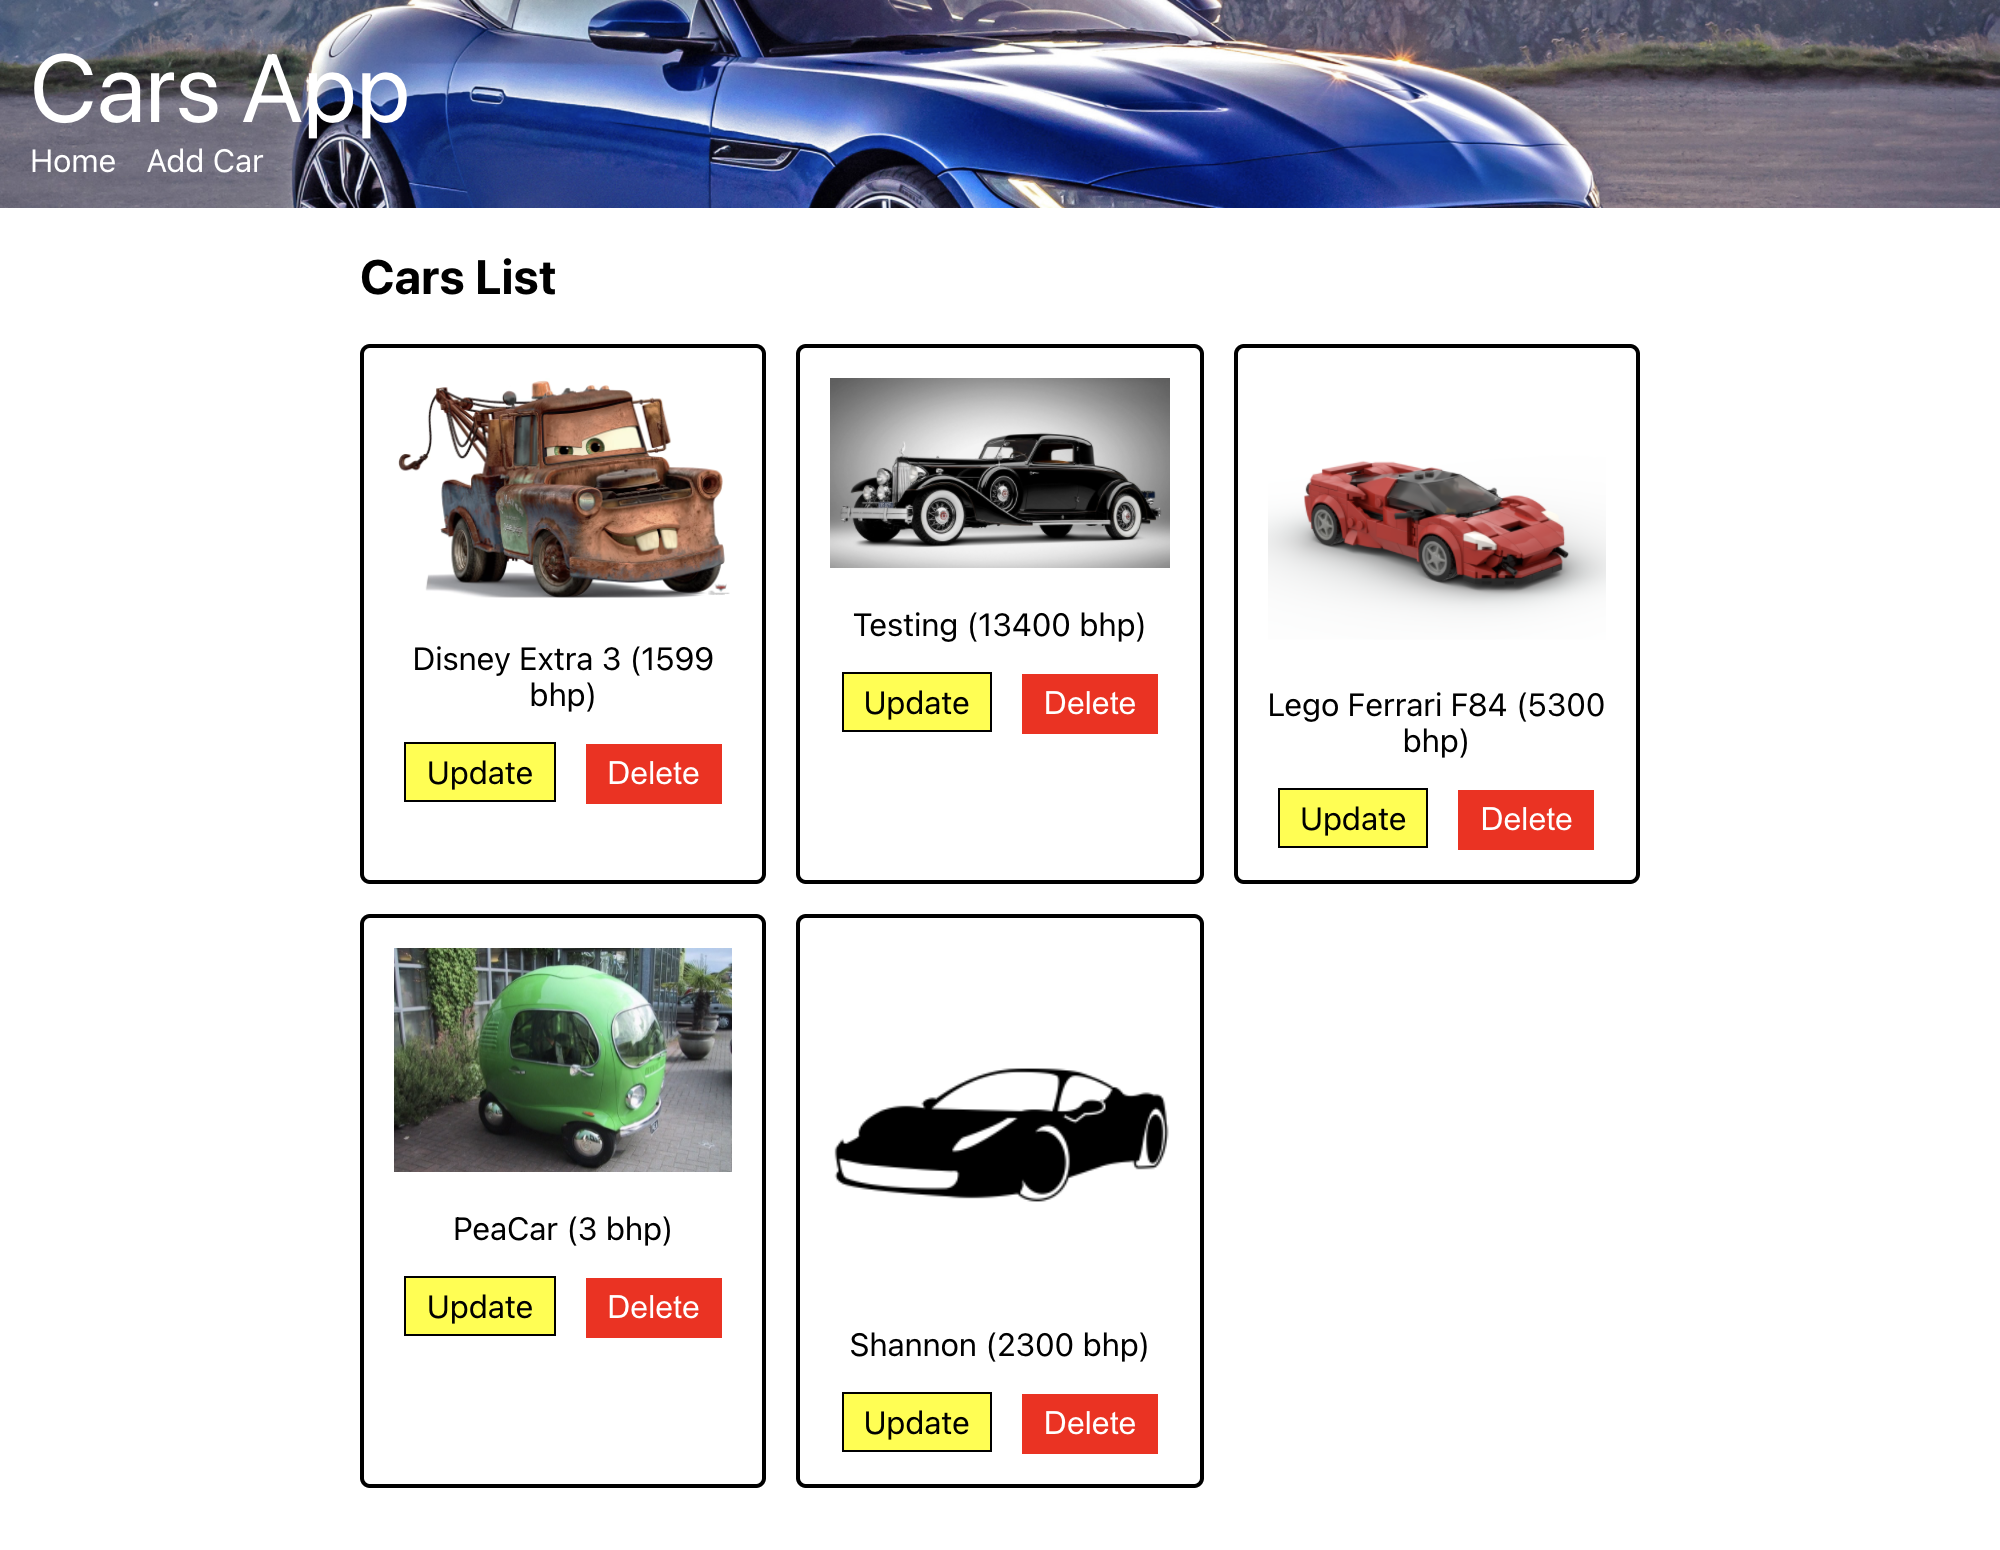 Cars App
Home Add Car
Cars List
Disney Extra 3 (1599
bhp)
Update Delete
Testing (13400 bhp)
Update Delete
Lego Ferrari F84 (5300
bhp)
Update Delete
PeaCar (3 bhp)
Update Delete
Shannon (2300 bhp)
Update Delete